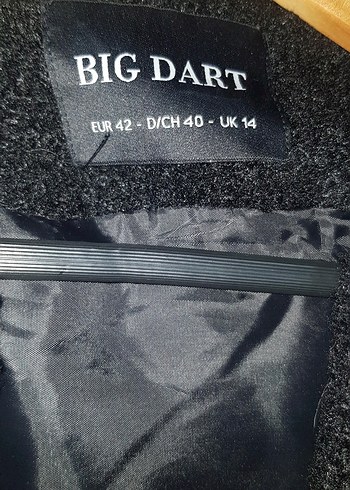 BIG DART
EUR 42 - D/CH 40 - UK 14